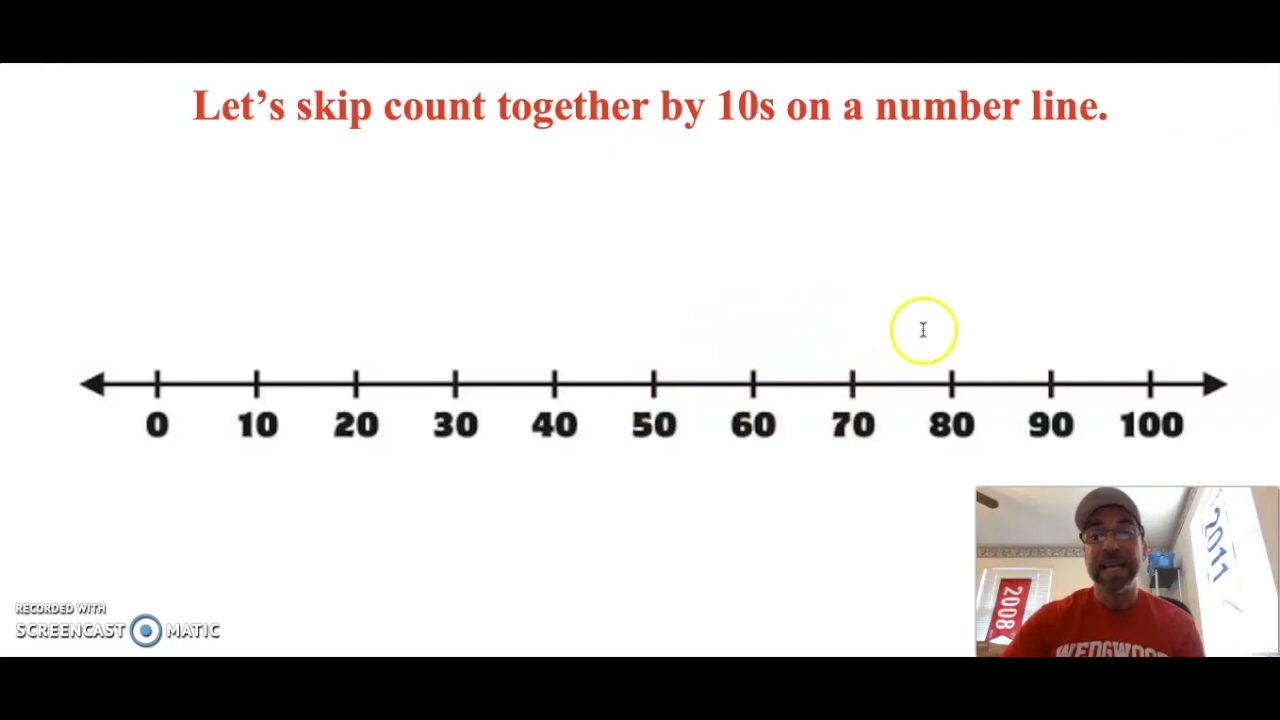 Let's skip count together by 10s on a number line.
0 10 20 30 40 50 60 70 80 90 100
2011
2008
RECORDED WITH
SCREENCAST MATIC